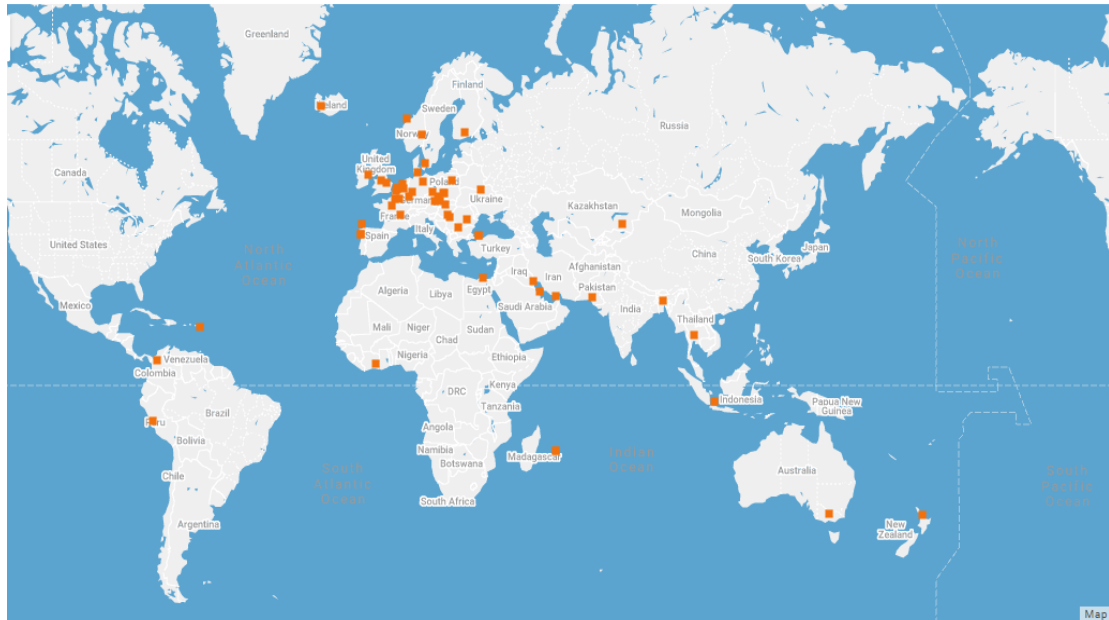 Greenland
Iceland
Finland
Sweden
Norway
Russia
Canada
United
Kingdom
Poland
Germany
Ukraine
Kazakhstan
Mongolia
France
United States
Spain
Italy
Turkey
China
Japan
South Korea
North
Atlantic
Ocean
North
Pacific
Ocean
Iraq
Iran
Afghanistan
Pakistan
Algeria
Libya
Egypt
Saudi Arabia
India
Mexico
Mali
Niger
Chad
Sudan
Thailand
Nigeria
Ethiopia
Venezuela
Colombia
DRC
Kenya
Tanzania
Indonesia
Papua New
Guinea
Brazil
Peru
Bolivia
Angola
Namibia
Botswana
Madagascar
Indian
Ocean
South
Atlantic
Ocean
Australia
South
Pacific
Ocean
Chile
South Africa
Argentina
New
Zealand
Map